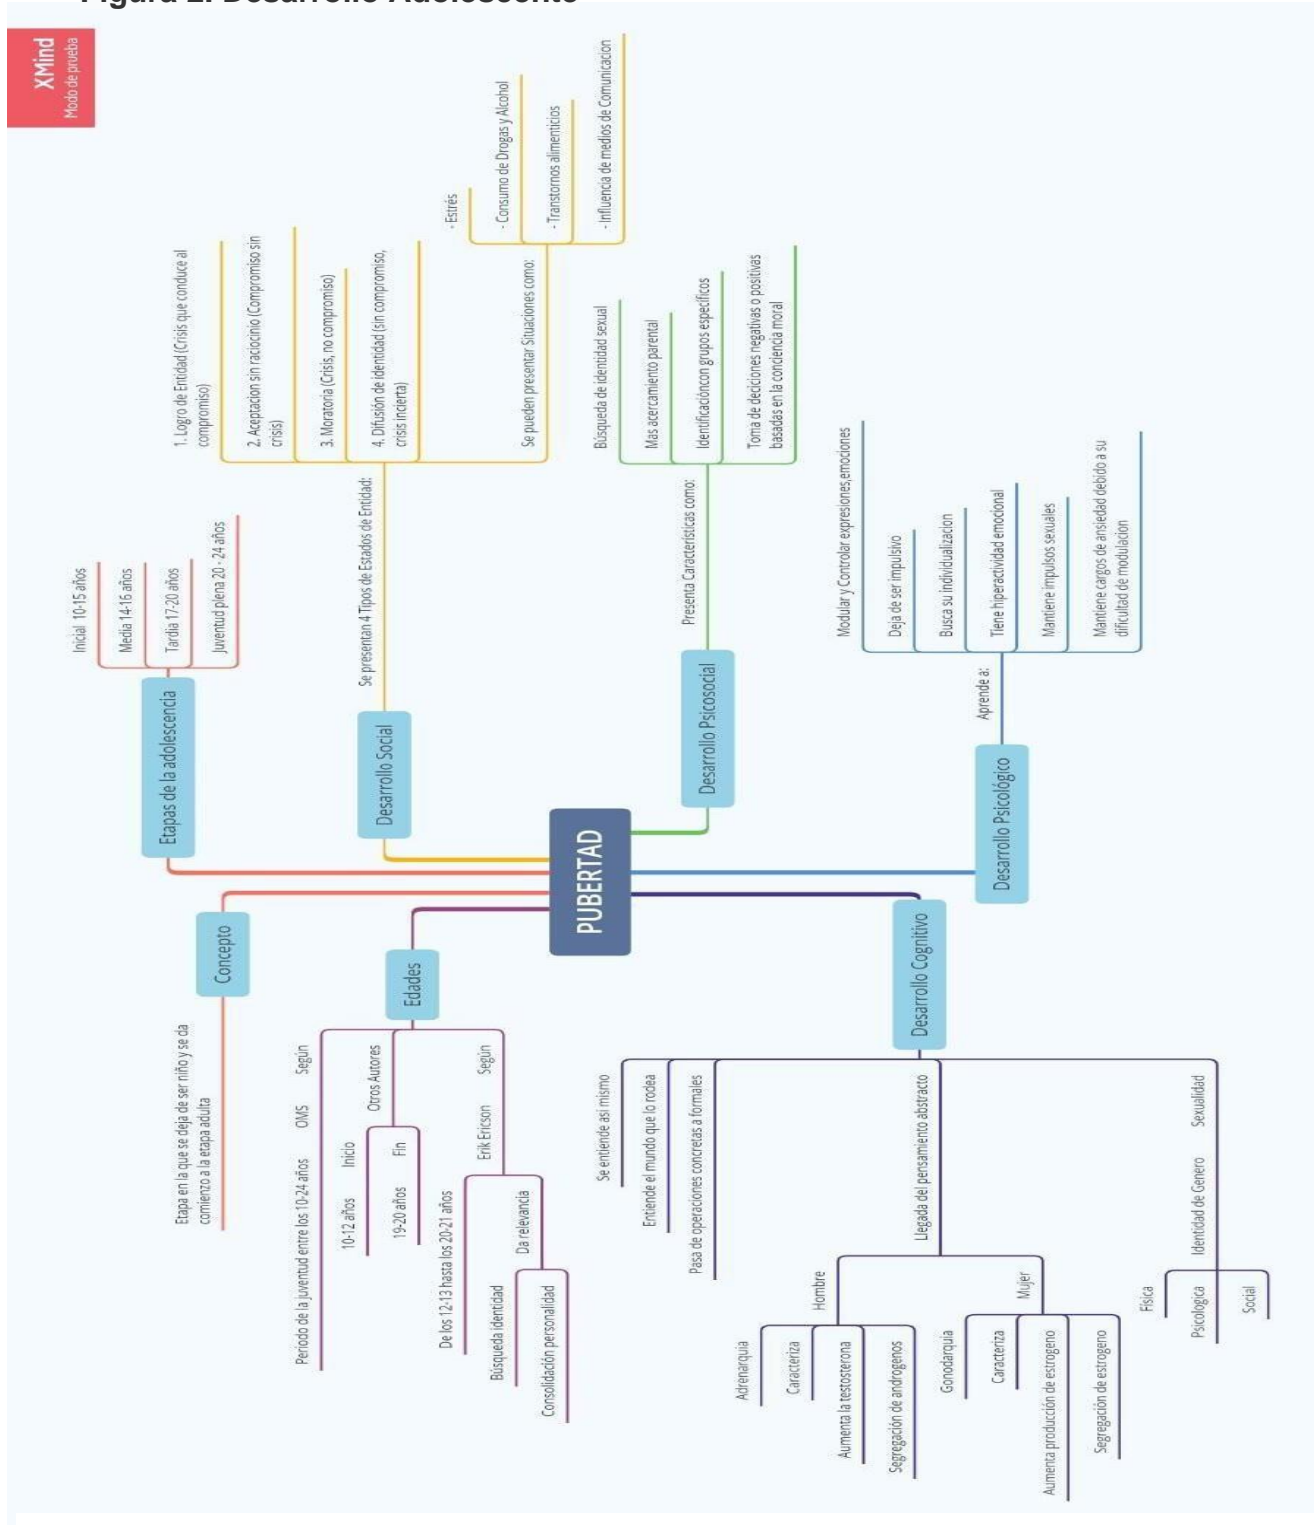 Figura 2. Desarrollo Adolescente
XMind
Modo de prueba
PUBERTAD
Concepto
Etapa en la que se deja de ser niño y se da
comienzo a la etapa adulta
Edades
Según
OMS
Periodo de la juventud entre los 10-24 años
Otros Autores
Inicio
10-12 años
Fin
19-20 años
Según
Erik Ericson
De los 12-13 hasta los 20-21 años
Da relevancia
Búsqueda identidad
Consolidación personalidad
Desarrollo Cognitivo
Se entiende asi mismo
Entiende el mundo que lo rodea
Pasa de operaciones concretas a formales
Llegada del pensamiento abstracto
Hombre
Adrenarquia
Caracteriza
Aumenta la testosterona
Segregación de androgenos
Mujer
Gonodarquia
Caracteriza
Aumenta producción de estrogeno
Segregación de estrogeno
Sexualidad
Identidad de Genero
Fisica
Psicologica
Social
Etapas de la adolescencia
Inicial 10-15 años
Media 14-16 años
Tardia 17-20 años
Juventud plena 20 - 24 años
Desarrollo Social
Se presentan 4 Tipos de Estados de Entidad:
1. Logro de Entidad (Crisis que conduce al
compromiso)
2. Aceptacion sin raciocinio (Compromiso sin
crisis)
3. Moratoria (Crisis, no compromiso)
4. Difusión de identidad (sin compromiso,
crisis incierta)
Se pueden presentar Situaciones como:
- Estrés
- Consumo de Drogas y Alcohol
- Transtornos alimenticios
- Influencia de medios de Comunicacion
Desarrollo Psicosocial
Presenta Características como:
Búsqueda de identidad sexual
Mas acercamiento parental
Identificacióncon grupos específicos
Toma de deciciones negativas o positivas
basadas en la conciencia moral
Desarrollo Psicológico
Aprende a:
Modular y Controlar expresiones,emociones
Deja de ser impulsivo
Busca su individualizacion
Tiene hiperactividad emocional
Mantiene impulsos sexuales
Mantiene cargos de ansiedad debido a su
dificultad de modulacion